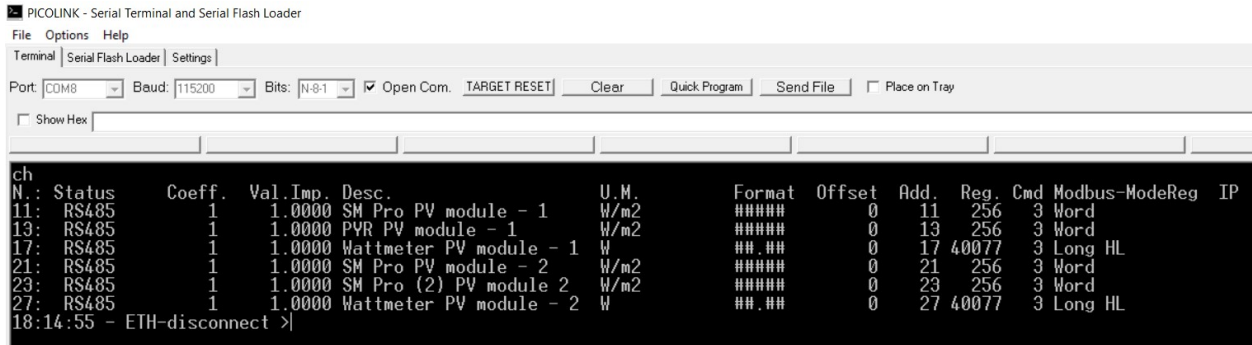 PICOLINK - Serial Terminal and Serial Flash Loader
File Options Help
Terminal Serial Flash Loader Settings
Port: COM8 Baud: 115200 Bits: N-8-1 Open Com. TARGET RESET Clear Quick Program Send File Place on Tray
Show Hex
ch
N.: Status Coeff. Val.Imp. Desc. U.M. Format Offset Add. Reg. Cmd Modbus-ModeReg IP
11: RS485 1 1.0000 SM Pro PV module - 1 W/m2 ##### 0 11 256 3 Word
13: RS485 1 1.0000 PYR PV module - 1 W/m2 ##### 0 13 256 3 Word
17: RS485 1 1.0000 Wattmeter PV module - 1 W ##.## 0 17 40077 3 Long HL
21: RS485 1 1.0000 SM Pro PV module - 2 W/m2 ##### 0 21 256 3 Word
23: RS485 1 1.0000 SM Pro (2) PV module 2 W/m2 ##### 0 23 256 3 Word
27: RS485 1 1.0000 Wattmeter PV module - 2 W ##.## 0 27 40077 3 Long HL
18:14:55 - ETH-disconnect >